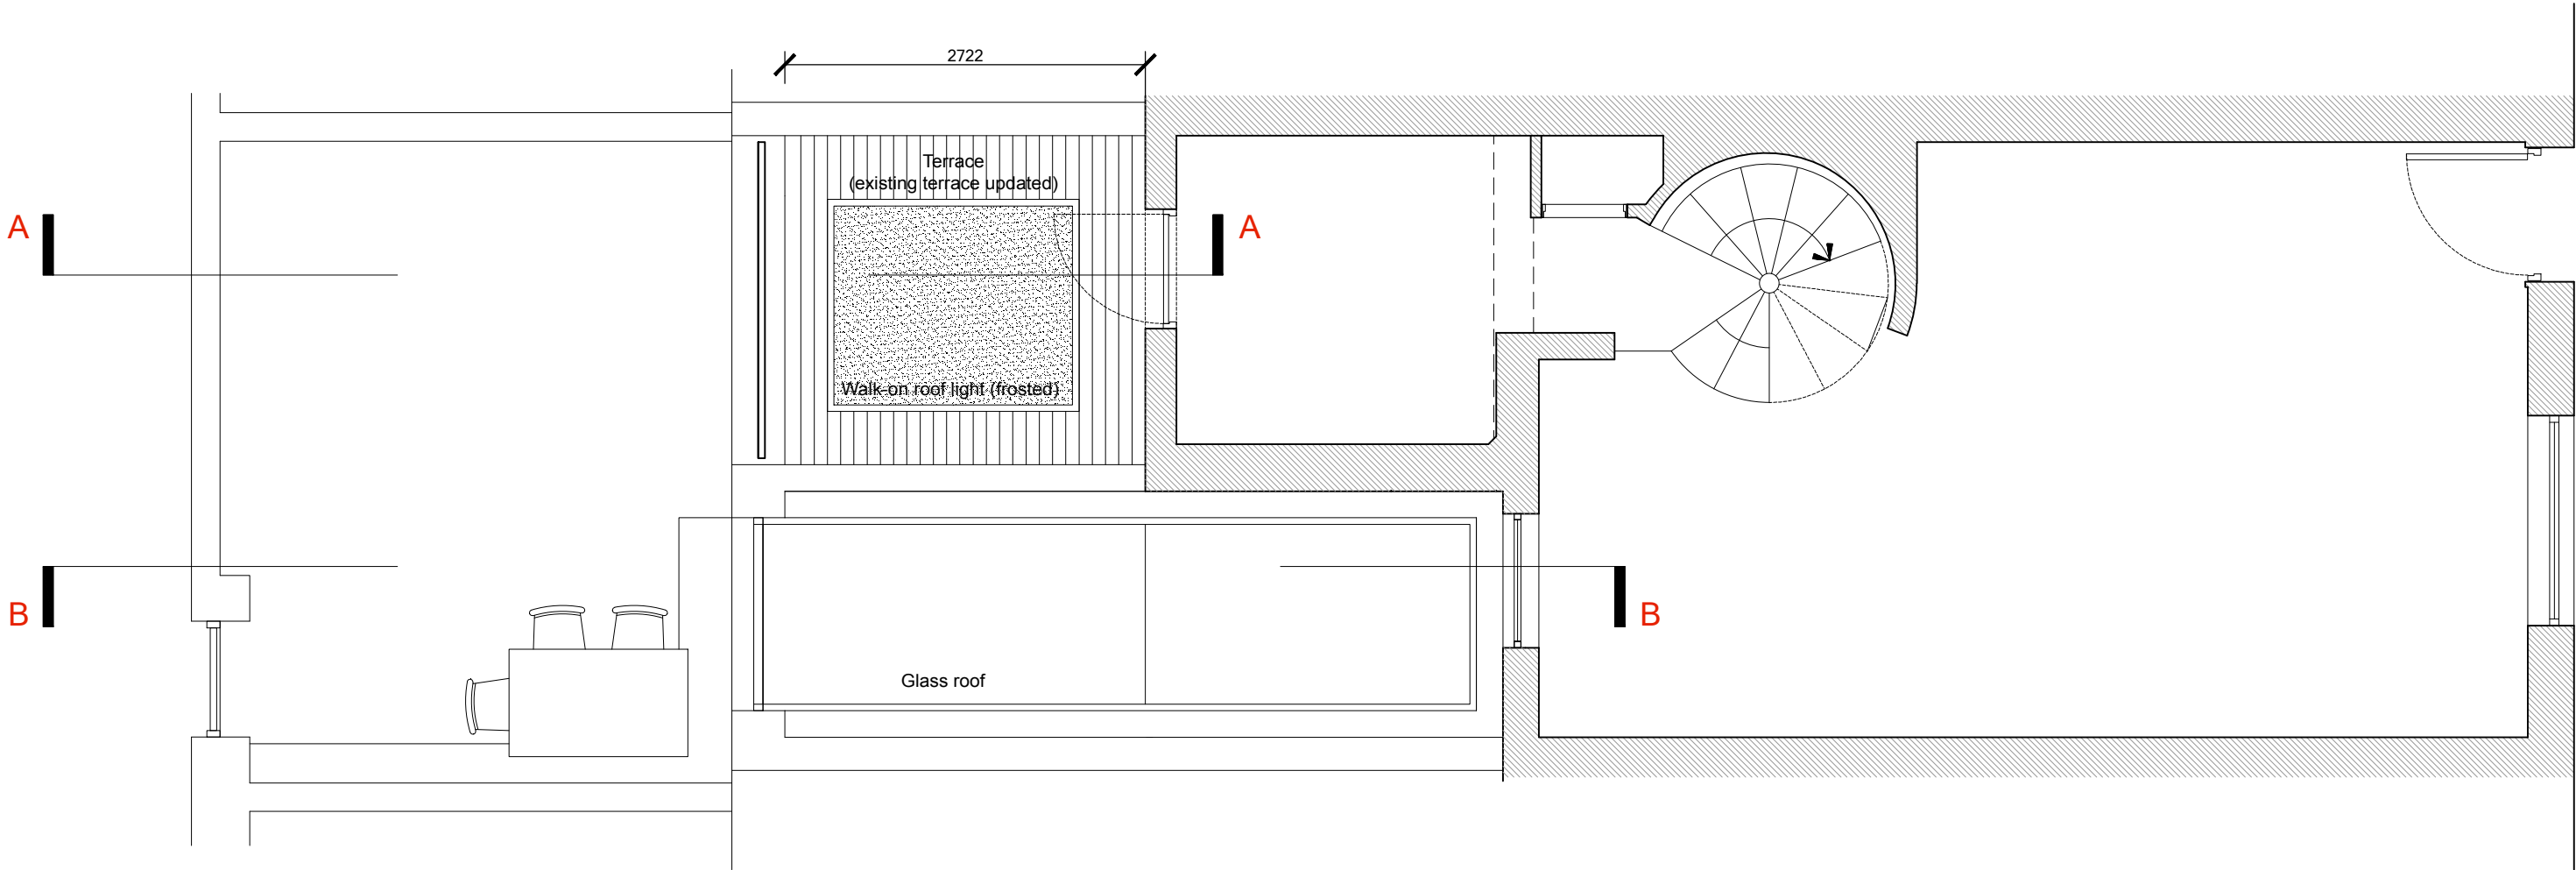 2722
Terrace
(existing terrace updated)
A
A
Walk-on roof light (frosted)
B
B
Glass roof